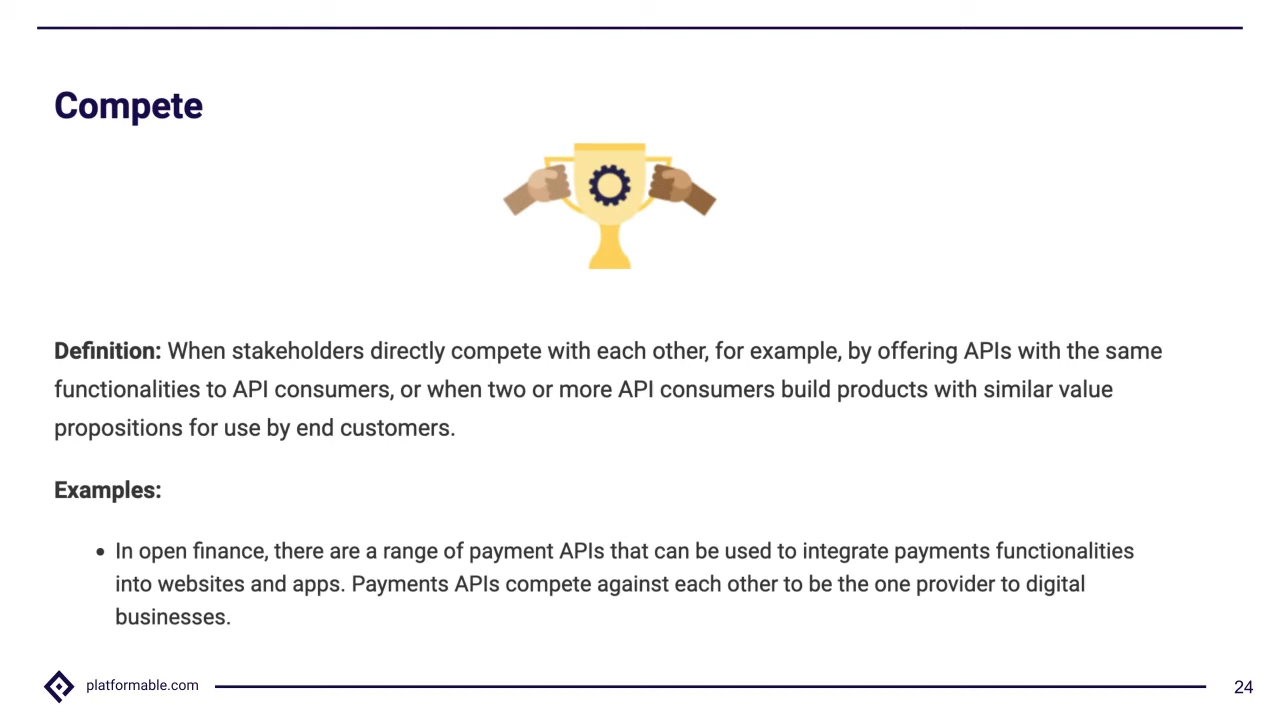 Compete
Definition: When stakeholders directly compete with each other, for example, by offering APIs with the same
functionalities to API consumers, or when two or more API consumers build products with similar value
propositions for use by end customers.
Examples:
• In open finance, there are a range of payment APIs that can be used to integrate payments functionalities
into websites and apps. Payments APIs compete against each other to be the one provider to digital
businesses.
platformable.com
24